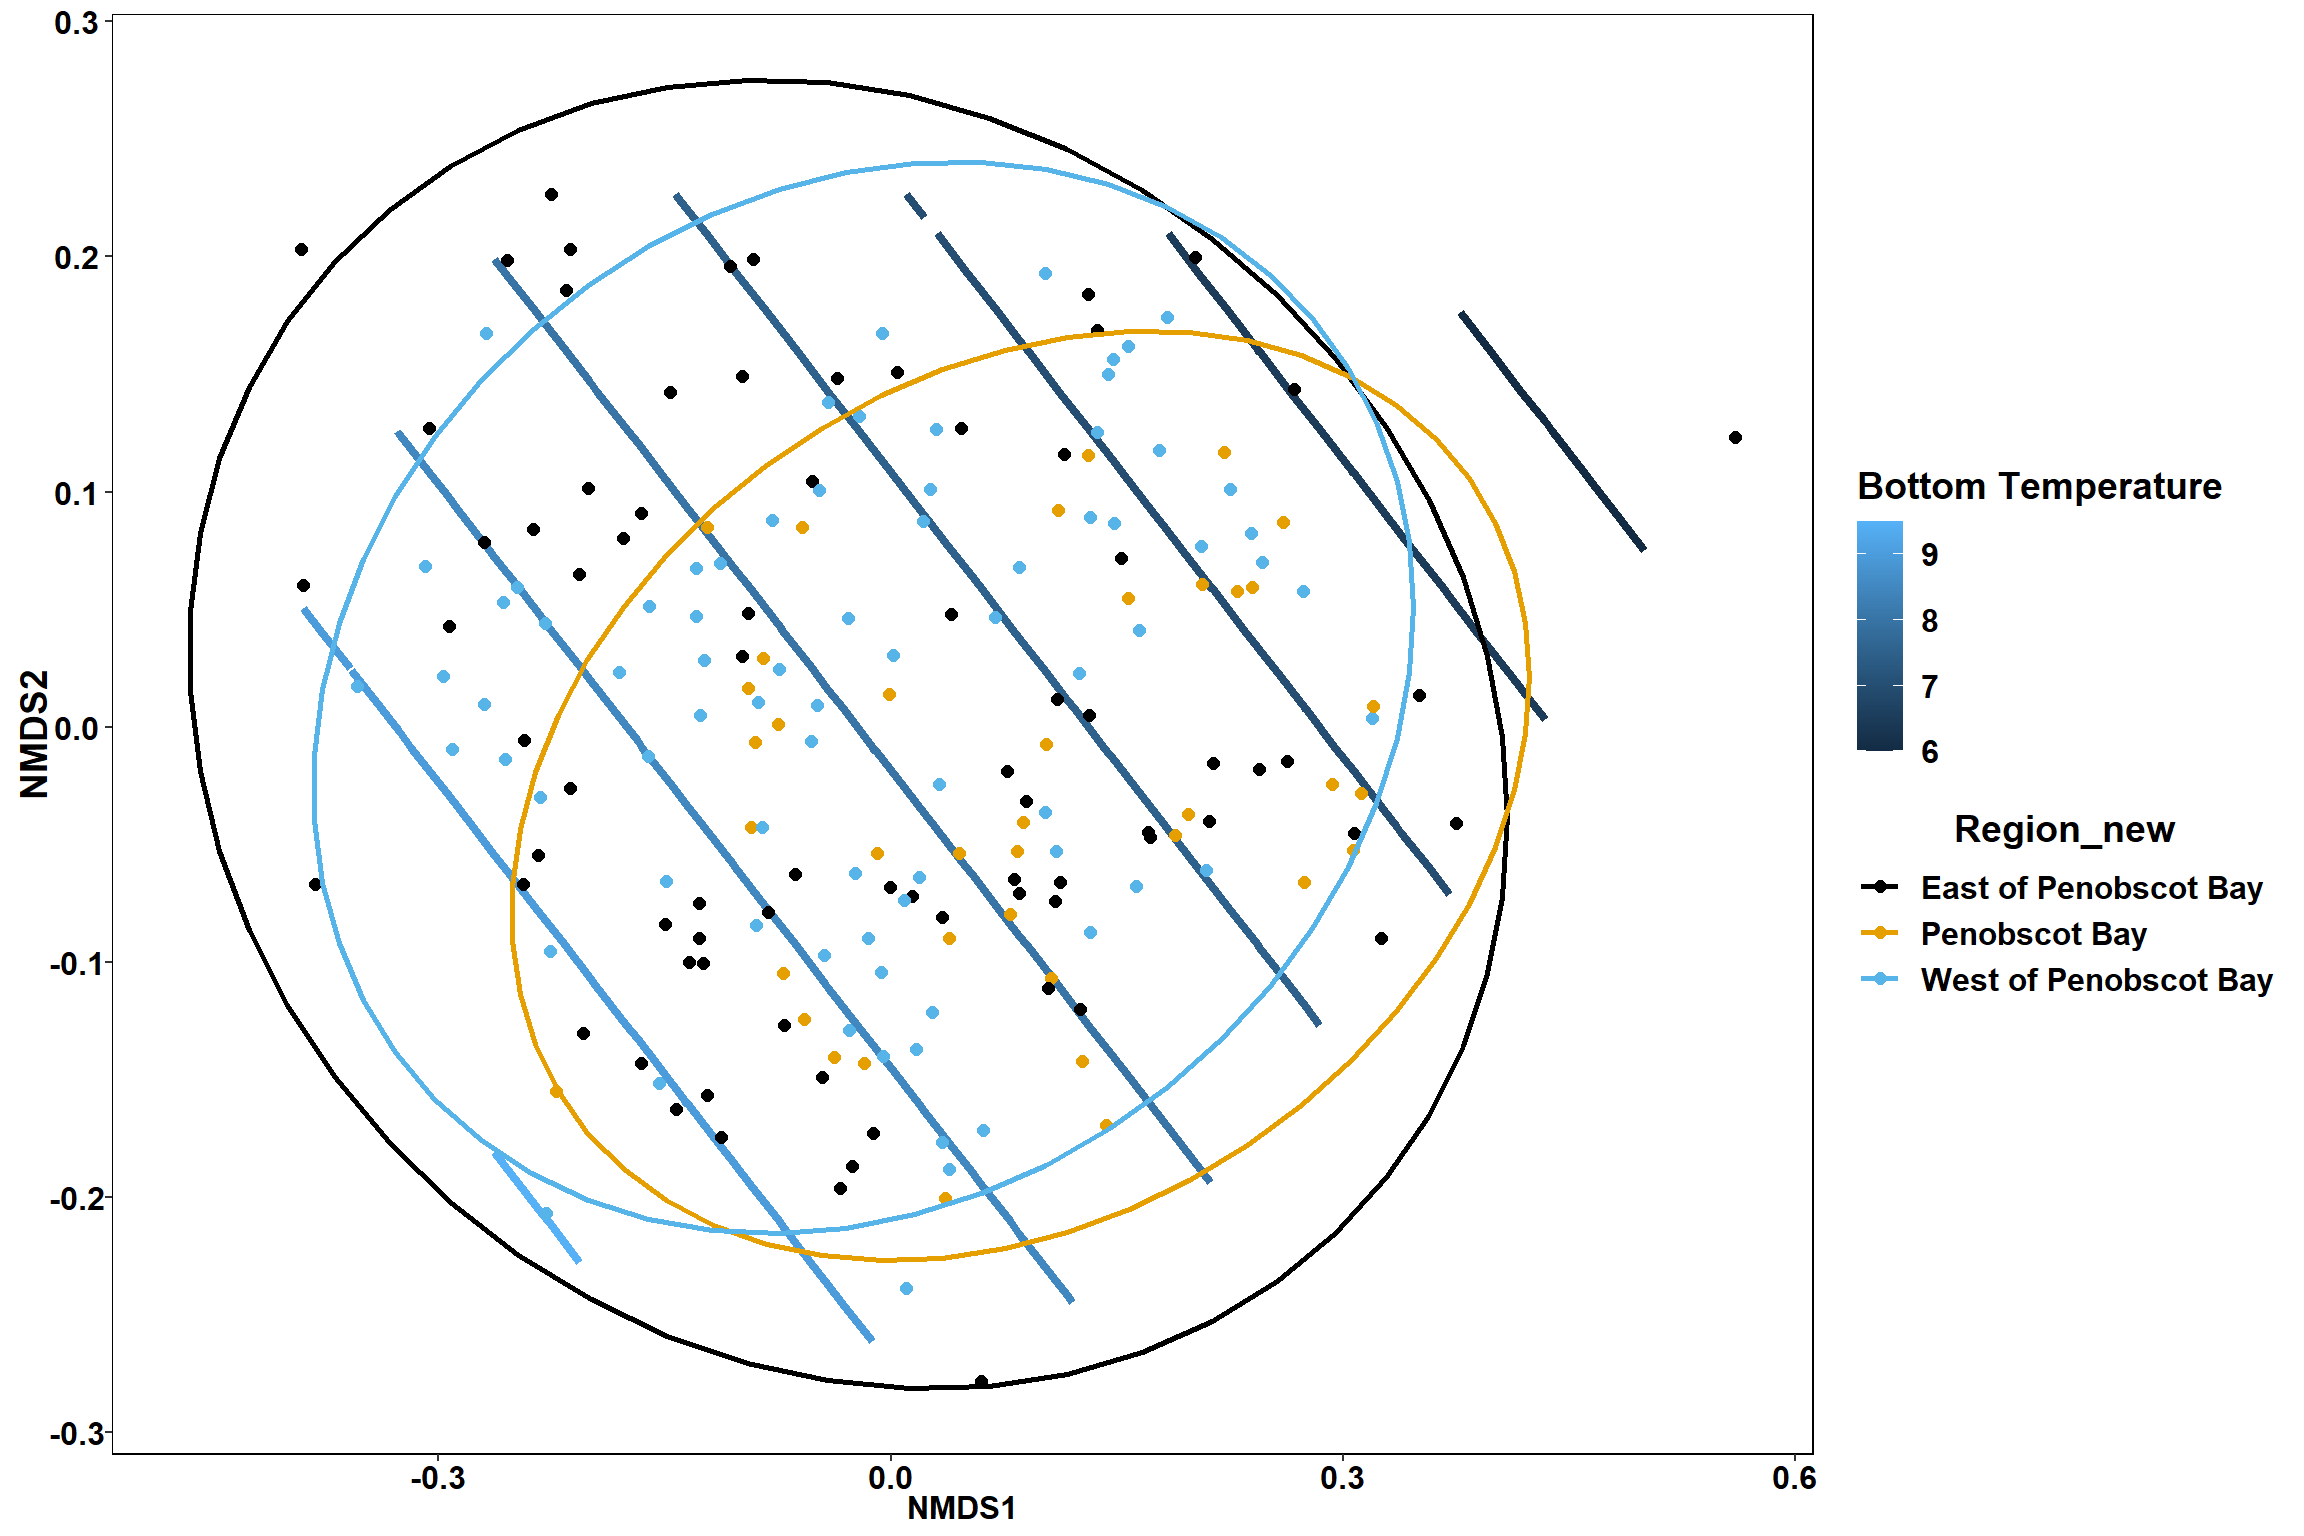 0.3
0.2
0.1
0.0
-0.1
-0.2
-0.3
NMDS2
-0.3
0.0
0.3
0.6
NMDS1
Bottom Temperature
9
8
7
6
Region_new
East of Penobscot Bay
Penobscot Bay
West of Penobscot Bay